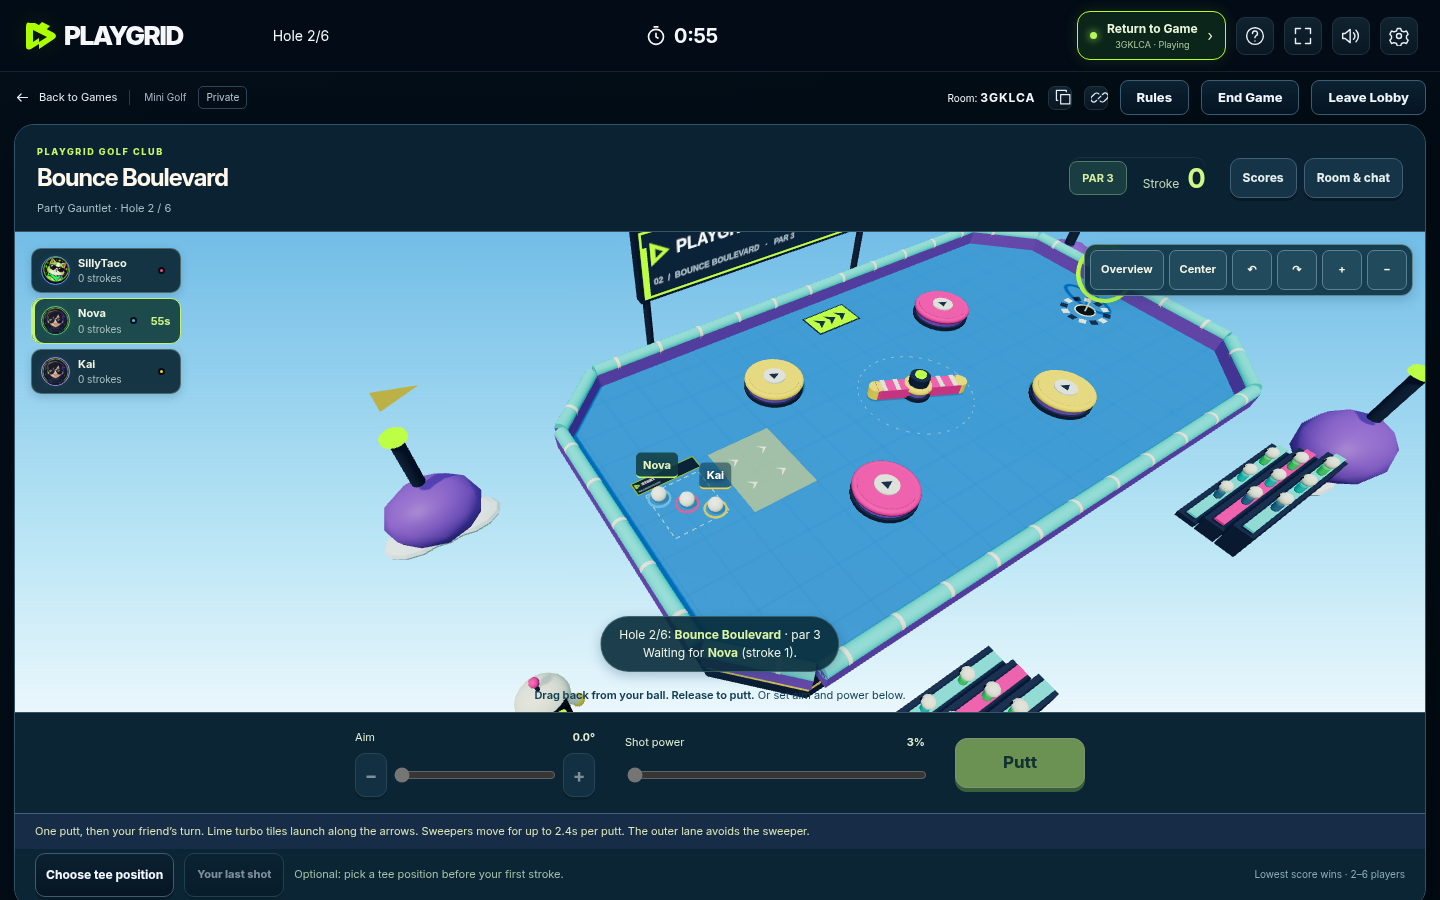 PLAYGRID
Hole 2/6
0:55
Return to Game
3GKLCA · Playing
Back to Games
Mini Golf
Private
Room: 3GKLCA
Rules
End Game
Leave Lobby
PLAYGRID GOLF CLUB
Bounce Boulevard
Party Gauntlet · Hole 2 / 6
PAR 3
Stroke 0
Scores
Room & chat
SillyTaco
0 strokes
Nova
0 strokes
55s
Kai
0 strokes
02 / BOUNCE BOULEVARD · PAR 3
Overview
Center
Nova
Kai
Hole 2/6: Bounce Boulevard · par 3
Waiting for Nova (stroke 1).
Drag back from your ball. Release to putt. Or set aim and power below.
Aim
0.0°
Shot power
3%
Putt
One putt, then your friend’s turn. Lime turbo tiles launch along the arrows. Sweepers move for up to 2.4s per putt. The outer lane avoids the sweeper.
Choose tee position
Your last shot
Optional: pick a tee position before your first stroke.
Lowest score wins · 2–6 players